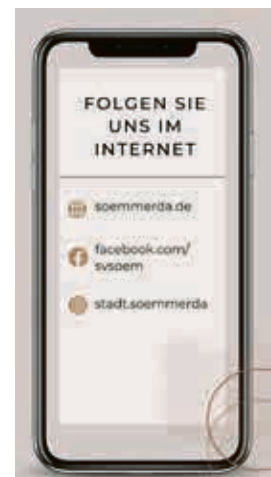 FOLGEN SIE
UNS IM
INTERNET
soemmerda.de
facebook.com/
svsoem
stadt.soemmerda